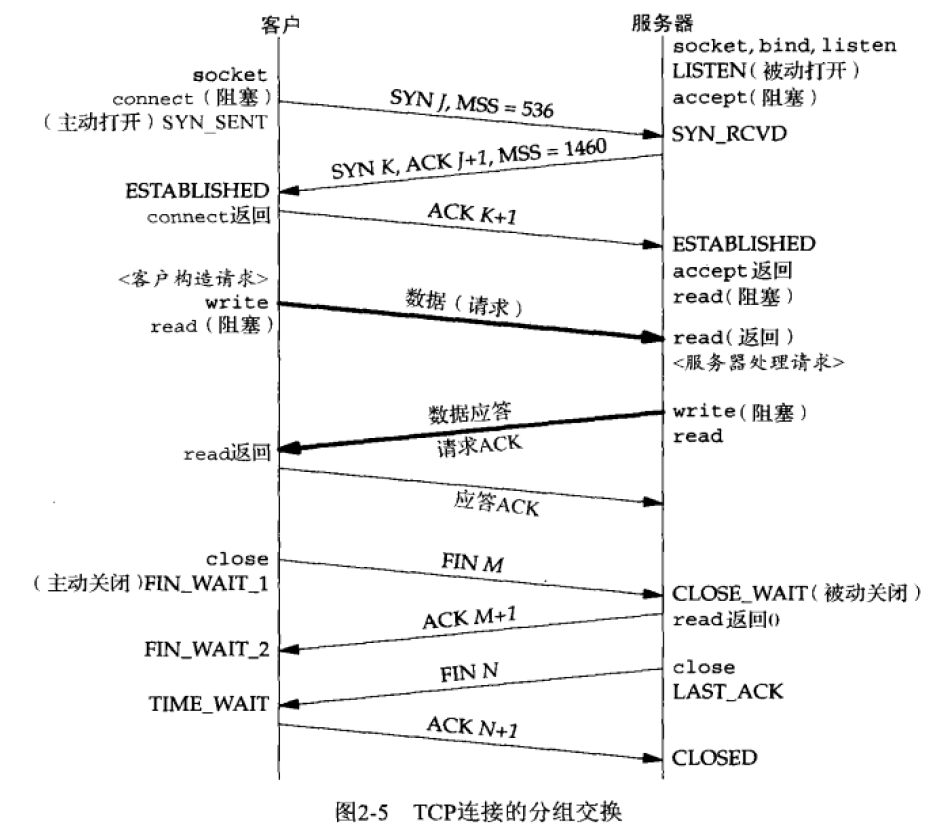 客户
服务器
socket, bind, listen
socket
LISTEN（被动打开）
connect（阻塞）
SYN J, MSS = 536
accept(阻塞）
（主动打开）SYN_SENT
SYN_RCVD
SYN K, ACK J+1, MSS = 1460
ESTABLISHED
connect返回
ACK K+1
ESTABLISHED
accept返回
<客户构造请求>
write
数据（请求）
read(阻塞）
read（阻塞）
read(返回）
<服务器处理请求>
数据应答
write(阻塞）
请求ACK
read
read返回
应答ACK
close
FIN M
（主动关闭)FIN_WAIT_1
CLOSE_WAIT(被动关闭）
ACK M+1
read返回0
FIN_WAIT_2
FIN N
close
LAST_ACK
TIME_WAIT
ACK N+1
CLOSED
图2-5 TCP连接的分组交换